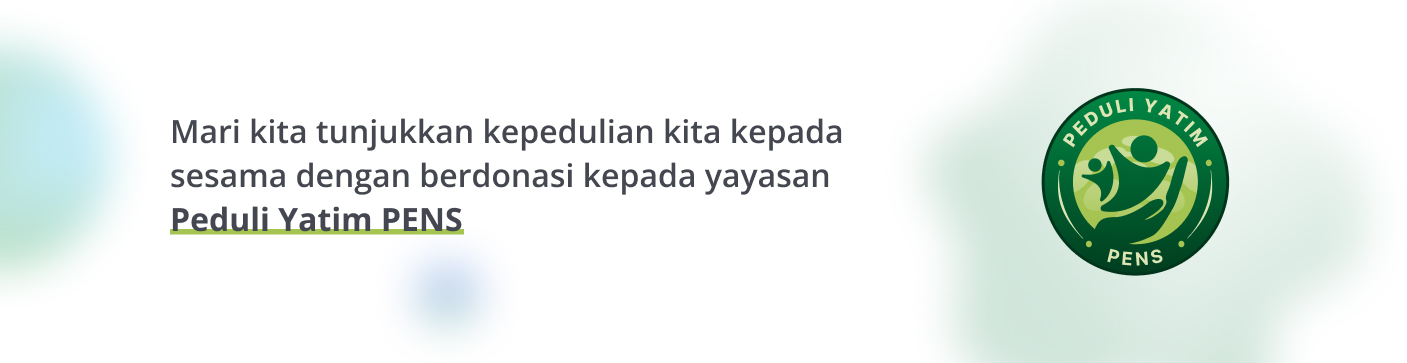 Mari kita tunjukkan kepedulian kita kepada
sesama dengan berdonasi kepada yayasan
Peduli Yatim PENS
PEDULI YATIM
PENS